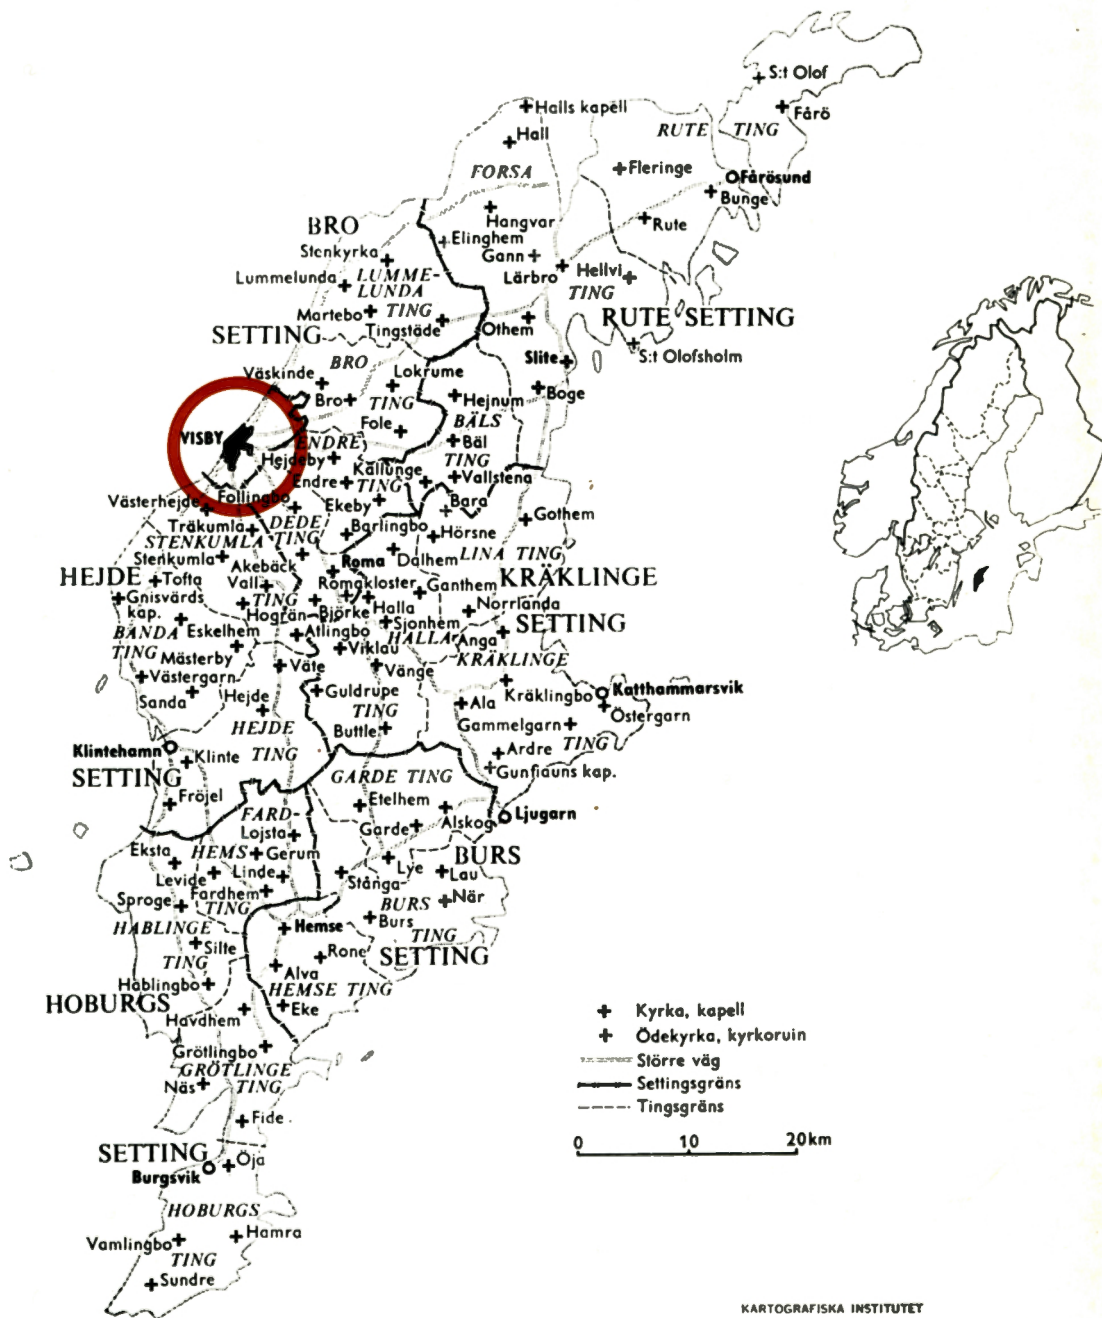 S:t Olof
Halls kapell
Fårö
RUTE TING
Hall
FORSA
Fleringe
Fårösund
Bunge
Hangvar
Rute
BRO
Elinghem
Stenkyrka
Gann
Lummelunda
LUMME-
LUNDA
TING
Lärbro
Hellvi
TING
Martebo
Tingstäde
Othem
RUTE SETTING
SETTING
S:t Olofsholm
BRO
Slite
Väskinde
Lokrume
Bro
TING
Hejnum
Boge
Fole
BÄLS
VISBY
ENDRE
Bäl
Hejdeby
TING
Källunge
Endre
TING
Vallstena
Follingbo
Ekeby
Bara
Västerhejde
Gothem
Träkumla
DEDE
Barlingbo
Hörsne
STENKUMLA
TING
Stenkumla
Akebäck
Roma
Dalhem
LINA TING
HEJDE
Tofta
Vall
Romakloster
Ganthem
KRÄKLINGE
Gnisvärds
kap.
TING
Hogrän
Björke
Halla
Norrlanda
SETTING
BANDA
Eskelhem
Atlingbo
Sjonhem
HALLA
Anga
TING
Mästerby
Viklau
KRÄKLINGE
Västergarn
Väte
Vänge
Sanda
Hejde
Guldrupe
Kräklingbo
Katthammarsvik
HEJDE
TING
Ala
Östergarn
Buttle
Gammelgarn
Klintehamn
Klinte
TING
Ardre
TING
SETTING
GARDE TING
Gunfiauns kap.
Fröjel
Etelhem
FARD-
Alskog
Ljugarn
Lojsta
Garde
Eksta
HEMS
Gerum
BURS
Levide
Linde
Lye
Lau
Stånga
Fardhem
Sproge
TING
BURS
När
HABLINGE
Hemse
Burs
TING
Silte
Rone
SETTING
TING
Alva
Hablingbo
HEMSE TING
HOBURGS
Havdhem
Eke
Grötlingbo
GRÖTLINGE
Näs
TING
Fide
SETTING
Öja
Burgsvik
HOBURGS
Vamlingbo
Hamra
TING
Sundre
Kyrka, kapell
Ödekyrka, kyrkoruin
Större väg
Settingsgräns
Tingsgräns
0 10 20km
KARTOGRAFISKA INSTITUTET